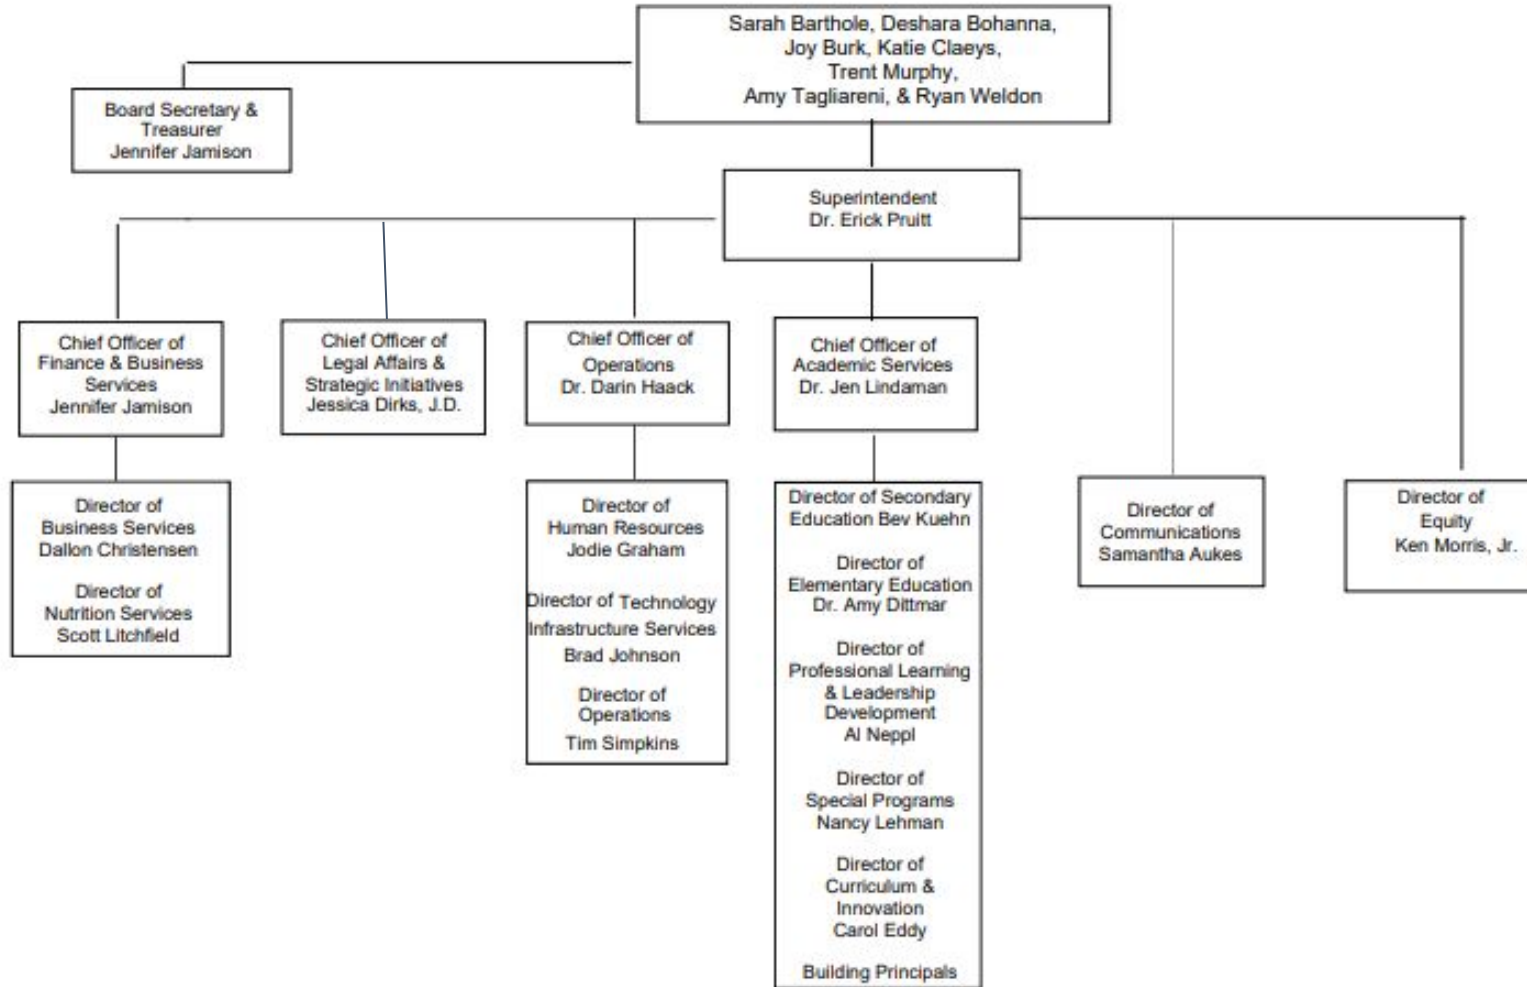 Sarah Barthole, Deshara Bohanna,
Joy Burk, Katie Claeys,
Trent Murphy,
Amy Tagliareni, & Ryan Weldon
Board Secretary &
Treasurer
Jennifer Jamison
Superintendent
Dr. Erick Pruitt
Chief Officer of
Finance & Business
Services
Jennifer Jamison
Chief Officer of
Legal Affairs &
Strategic Initiatives
Jessica Dirks, J.D.
Chief Officer of
Operations
Dr. Darin Haack
Chief Officer of
Academic Services
Dr. Jen Lindaman
Director of
Business Services
Dallon Christensen
Director of
Nutrition Services
Scott Litchfield
Director of
Human Resources
Jodie Graham
Director of Technology
Infrastructure Services
Brad Johnson
Director of
Operations
Tim Simpkins
Director of Secondary
Education Bev Kuehn
Director of
Elementary Education
Dr. Amy Dittmar
Director of
Professional Learning
& Leadership
Development
Al Neppl
Director of
Special Programs
Nancy Lehman
Director of
Curriculum &
Innovation
Carol Eddy
Building Principals
Director of
Communications
Samantha Aukes
Director of
Equity
Ken Morris, Jr.